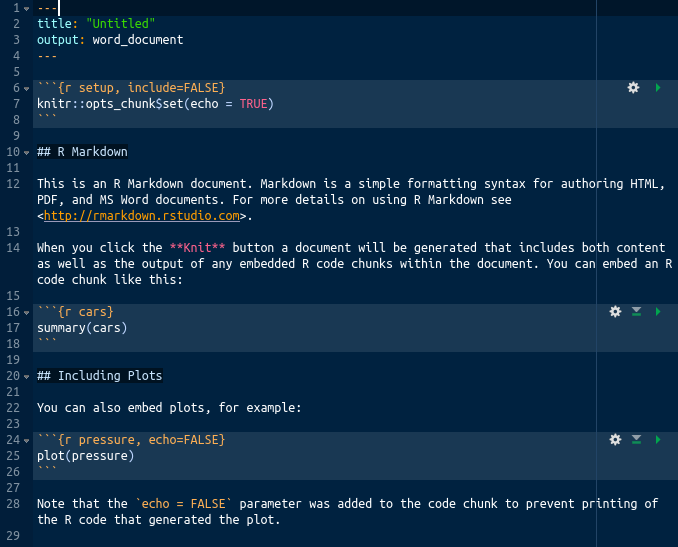 1 ---
2 title: "Untitled"
3 output: word_document
4 ---
5
6 ```{r setup, include=FALSE}
7 knitr::opts_chunk$set(echo = TRUE)
8 ```
9
10 ## R Markdown
11
12 This is an R Markdown document. Markdown is a simple formatting syntax for authoring HTML,
PDF, and MS Word documents. For more details on using R Markdown see
<http://rmarkdown.rstudio.com>.
13
14 When you click the **Knit** button a document will be generated that includes both content
as well as the output of any embedded R code chunks within the document. You can embed an R
code chunk like this:
15
16 ```{r cars}
17 summary(cars)
18 ```
19
20 ## Including Plots
21
22 You can also embed plots, for example:
23
24 ```{r pressure, echo=FALSE}
25 plot(pressure)
26 ```
27
28 Note that the `echo = FALSE` parameter was added to the code chunk to prevent printing of
the R code that generated the plot.
29